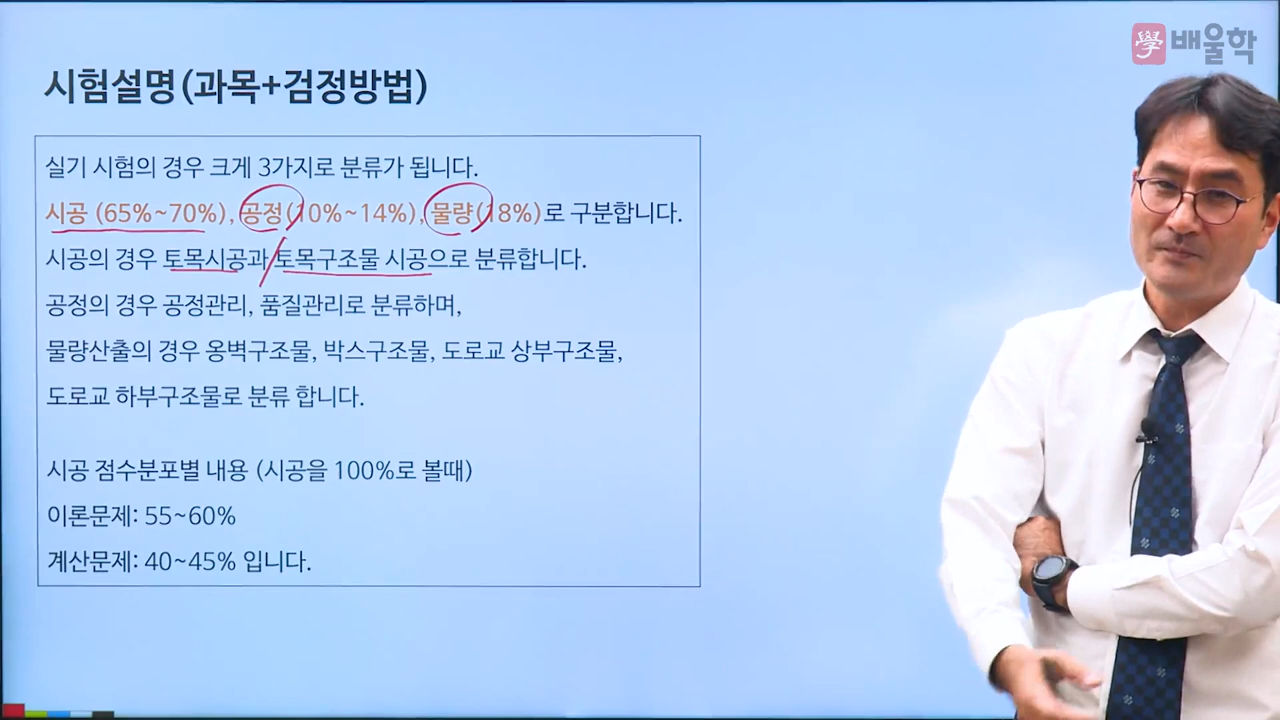 學 배울학
시험설명(과목+검정방법)
실기 시험의 경우 크게 3가지로 분류가 됩니다.
시공 (65%~70%), 공정(10%~14%), 물량(18%)로 구분합니다.
시공의 경우 토목시공과 토목구조물 시공으로 분류합니다.
공정의 경우 공정관리, 품질관리로 분류하며,
물량산출의 경우 옹벽구조물, 박스구조물, 도로교 상부구조물,
도로교 하부구조물로 분류 합니다.
시공 점수분포별 내용 (시공을 100%로 볼때)
이론문제: 55~60%
계산문제: 40~45% 입니다.